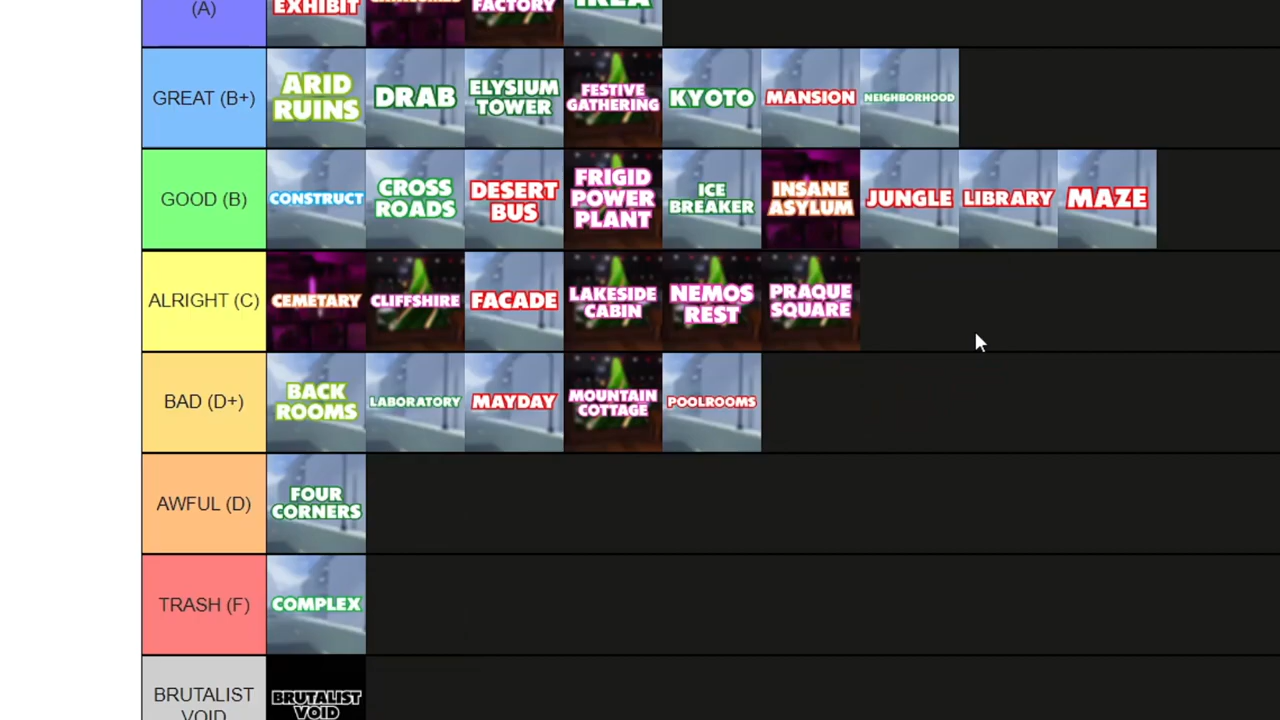 (A)
EXHIBIT
FACTORY
IKEA
GREAT (B+)
ARID
RUINS
DRAB
ELYSIUM
TOWER
FESTIVE
GATHERING
KYOTO
MANSION
NEIGHBORHOOD
GOOD (B)
CONSTRUCT
CROSS
ROADS
DESERT
BUS
FRIGID
POWER
PLANT
ICE
BREAKER
INSANE
ASYLUM
JUNGLE
LIBRARY
MAZE
ALRIGHT (C)
CEMETARY
CLIFFSHIRE
FACADE
LAKESIDE
CABIN
NEMOS
REST
PRAQUE
SQUARE
BAD (D+)
BACK
ROOMS
LABORATORY
MAYDAY
MOUNTAIN
COTTAGE
POOLROOMS
AWFUL (D)
FOUR
CORNERS
TRASH (F)
COMPLEX
BRUTALIST
VOID
BRUTALIST
VOID